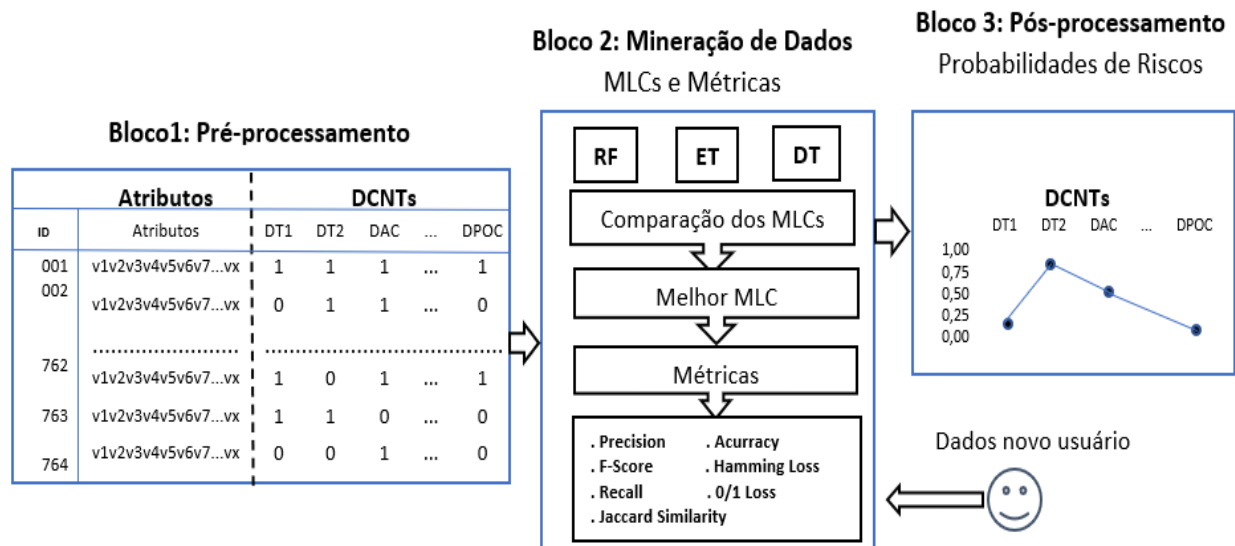 Bloco1: Pré-processamento
Atributos DCNTs
ID Atributos DT1 DT2 DAC ... DPOC
001 v1v2v3v4v5v6v7...vx 1 1 1 ... 1
002 v1v2v3v4v5v6v7...vx 0 1 1 ... 0
762 v1v2v3v4v5v6v7...vx 1 0 1 ... 1
763 v1v2v3v4v5v6v7...vx 1 1 0 ... 0
764 v1v2v3v4v5v6v7...vx 0 0 1 ... 0
Bloco 2: Mineração de Dados
MLCs e Métricas
RF ET DT
Comparação dos MLCs
Melhor MLC
Métricas
. Precision . Acurracy
. F-Score . Hamming Loss
. Recall . 0/1 Loss
. Jaccard Similarity
Bloco 3: Pós-processamento
Probabilidades de Riscos
DCNTs
DT1 DT2 DAC ... DPOC
1,00
0,75
0,50
0,25
0,00
Dados novo usuário